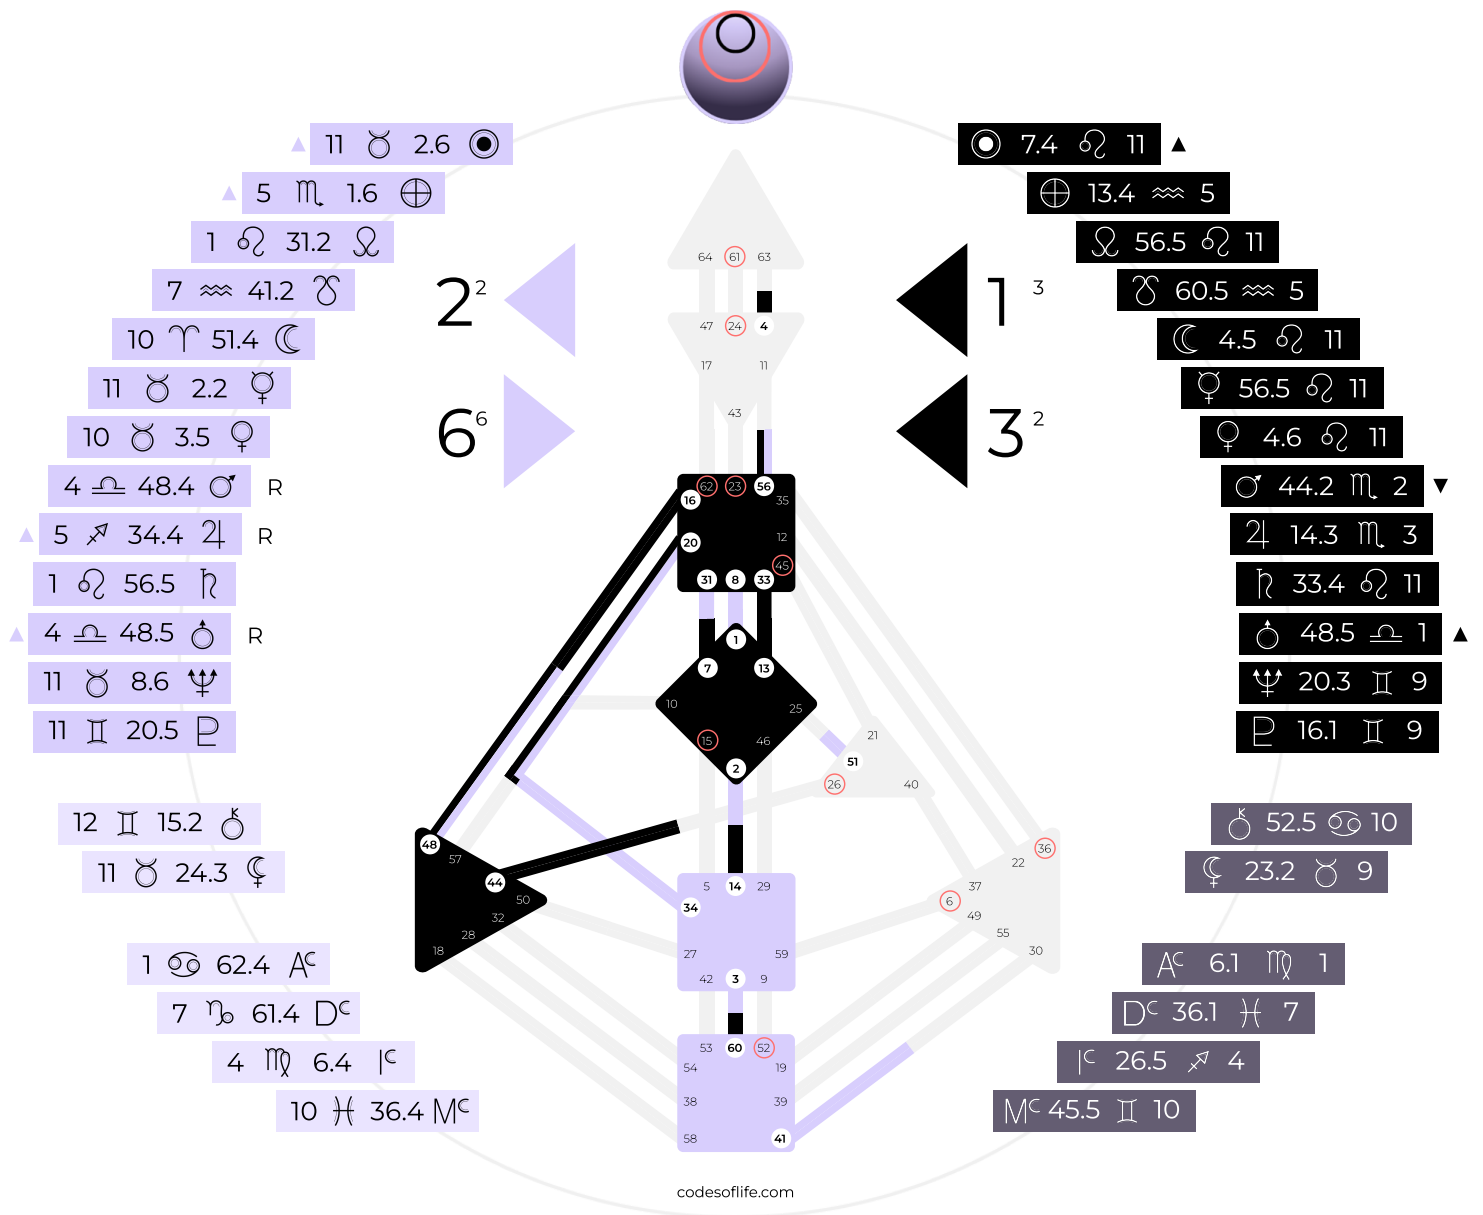 11 ♉ 2.6 ☉
5 ♏ 1.6 ⊕
1 ♌ 31.2 ☊
7 ♒ 41.2 ☋
10 ♈ 51.4 ☾
11 ♉ 2.2 ☿
10 ♉ 3.5 ♀
4 ♎ 48.4 ♂ R
5 ♐ 34.4 ♃ R
1 ♌ 56.5 ♄
4 ♎ 48.5 ⛢ R
11 ♉ 8.6 ♆
11 ♊ 20.5 ♇
12 ♊ 15.2 ⚷
11 ♉ 24.3 ⚸
1 ♋ 62.4 Ac
7 ♑ 61.4 Dc
4 ♍ 6.4 Ic
10 ♓ 36.4 Mc
2 2
6 6
1 3
3 2
64 61 63
47 24 4
17 11
43
62 23 56
16 35
20 12
45
31 8 33
1
7 13
10 25
15 46
2
21
51
26 40
48
57
44
50
32
28
18
36
22
37
6
49
55
30
5 14 29
34
27 59
42 3 9
53 60 52
54 19
38 39
58 41
☉ 7.4 ♌ 11
⊕ 13.4 ♒ 5
☊ 56.5 ♌ 11
☋ 60.5 ♒ 5
☾ 4.5 ♌ 11
☿ 56.5 ♌ 11
♀ 4.6 ♌ 11
♂ 44.2 ♏ 2
♃ 14.3 ♏ 3
♄ 33.4 ♌ 11
⛢ 48.5 ♎ 1
♆ 20.3 ♊ 9
♇ 16.1 ♊ 9
⚷ 52.5 ♋ 10
⚸ 23.2 ♉ 9
Ac 6.1 ♍ 1
Dc 36.1 ♓ 7
Ic 26.5 ♐ 4
Mc 45.5 ♊ 10
codesoflife.com